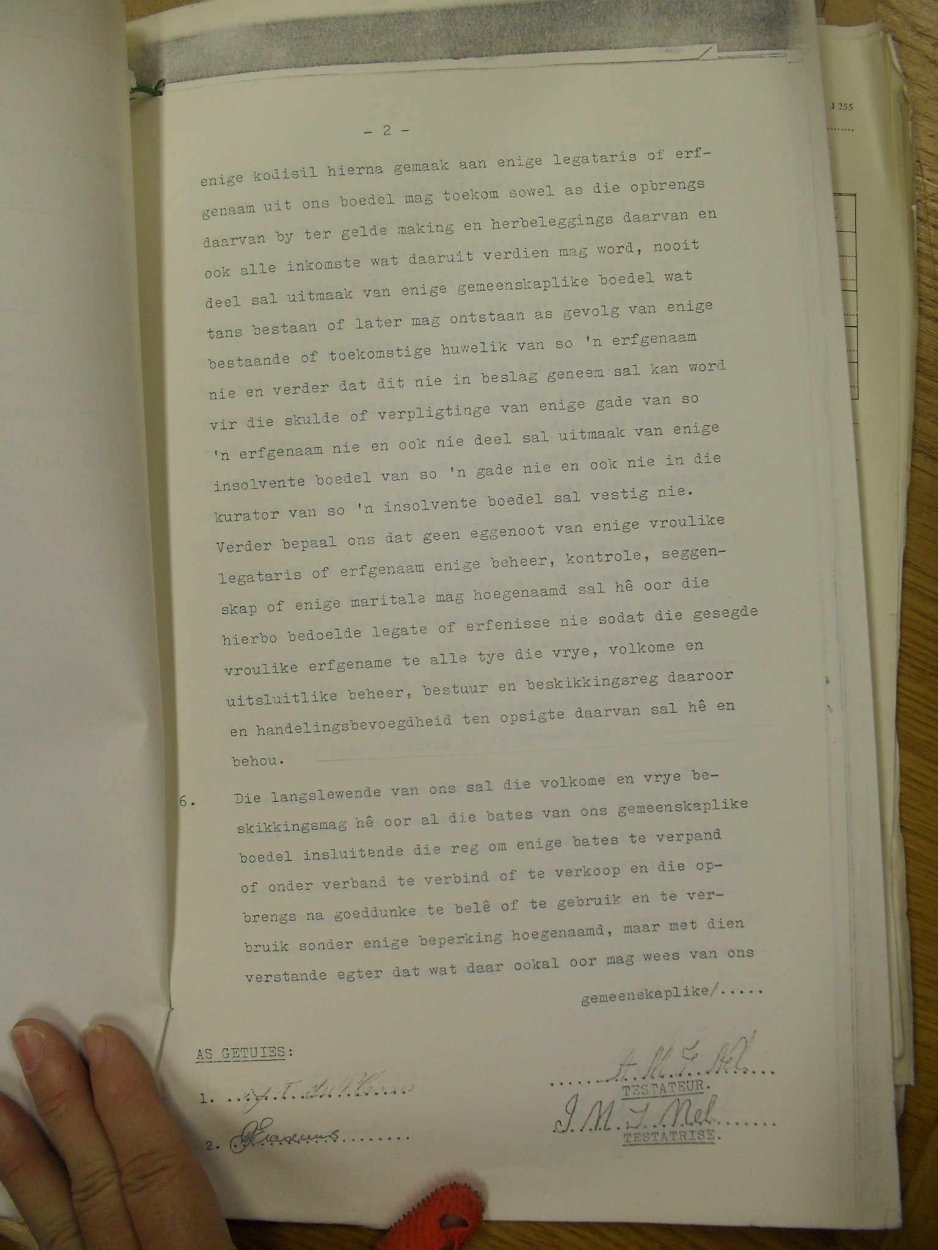 J 255
- 2 -
enige kodisil hierna gemaak aan enige legataris of erf-
genaam uit ons boedel mag toekom sowel as die opbrengs
daarvan by ter gelde making en herbeleggings daarvan en
ook alle inkomste wat daaruit verdien mag word, nooit
deel sal uitmaak van enige gemeenskaplike boedel wat
tans bestaan of later mag ontstaan as gevolg van enige
bestaande of toekomstige huwelik van so 'n erfgenaam
nie en verder dat dit nie in beslag geneem sal kan word
vir die skulde of verpligtinge van enige gade van so
'n erfgenaam nie en ook nie deel sal uitmaak van enige
insolvente boedel van so 'n gade nie en ook nie in die
kurator van so 'n insolvente boedel sal vestig nie.
Verder bepaal ons dat geen eggenoot van enige vroulike
legataris of erfgenaam enige beheer, kontrole, seggen-
skap of enige maritale mag hoegenaamd sal hê oor die
hierbo bedoelde legate of erfenisse nie sodat die gesegde
vroulike erfgename te alle tye die vrye, volkome en
uitsluitlike beheer, bestuur en beskikkingsreg daaroor
en handelingsbevoegdheid ten opsigte daarvan sal hê en
behou.
6. Die langslewende van ons sal die volkome en vrye be-
skikkingsmag hê oor al die bates van ons gemeenskaplike
boedel insluitende die reg om enige bates te verpand
of onder verband te verbind of te verkoop en die op-
brengs na goeddunke te belê of te gebruik en te ver-
bruik sonder enige beperking hoegenaamd, maar met dien
verstande egter dat wat daar ookal oor mag wees van ons
gemeenskaplike/.....
AS GETUIES:
1.
TESTATEUR.
2.
J. M. J. Nel
TESTATRISE.